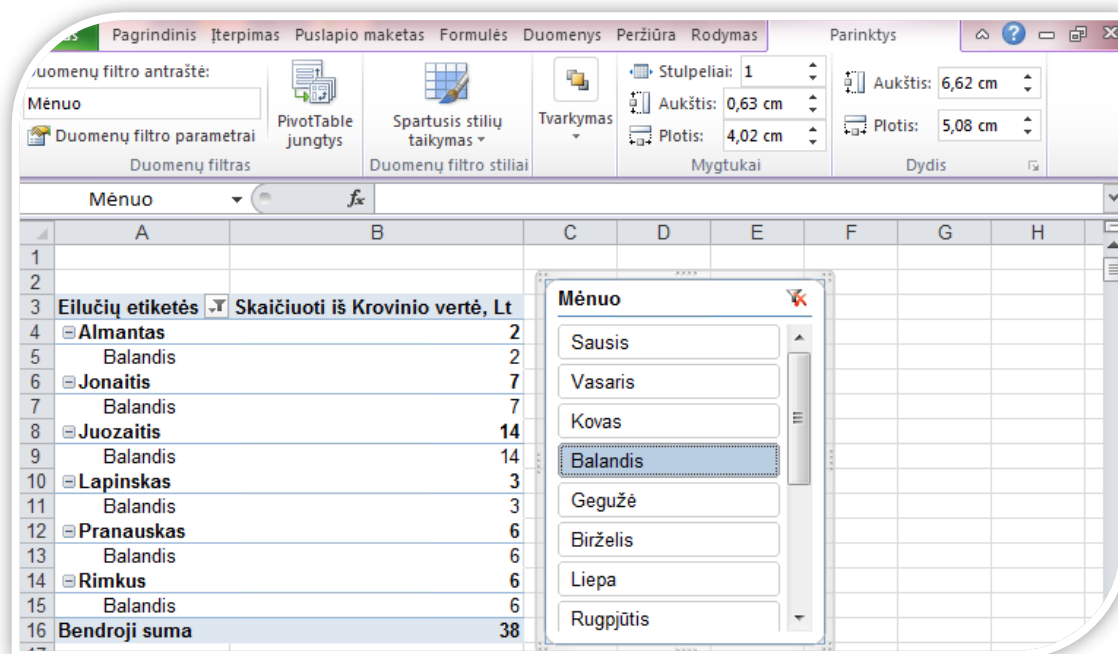 Pagrindinis Įterpimas Puslapio maketas Formulės Duomenys Peržiūra Rodymas Parinktys
Duomenų filtro antraštė:
Mėnuo
Duomenų filtro parametrai
Duomenų filtras
PivotTable
jungtys
Spartusis stilių
taikymas
Duomenų filtro stiliai
Tvarkymas
Stulpeliai: 1
Aukštis: 0,63 cm
Plotis: 4,02 cm
Mygtukai
Aukštis: 6,62 cm
Plotis: 5,08 cm
Dydis
Mėnuo fx
A B C D E F G H
1
2
3 Eilučių etiketės Skaičiuoti iš Krovinio vertė, Lt
4 Almantas 2
5 Balandis 2
6 Jonaitis 7
7 Balandis 7
8 Juozaitis 14
9 Balandis 14
10 Lapinskas 3
11 Balandis 3
12 Pranauskas 6
13 Balandis 6
14 Rimkus 6
15 Balandis 6
16 Bendroji suma 38
Mėnuo
Sausis
Vasaris
Kovas
Balandis
Gegužė
Birželis
Liepa
Rugpjūtis